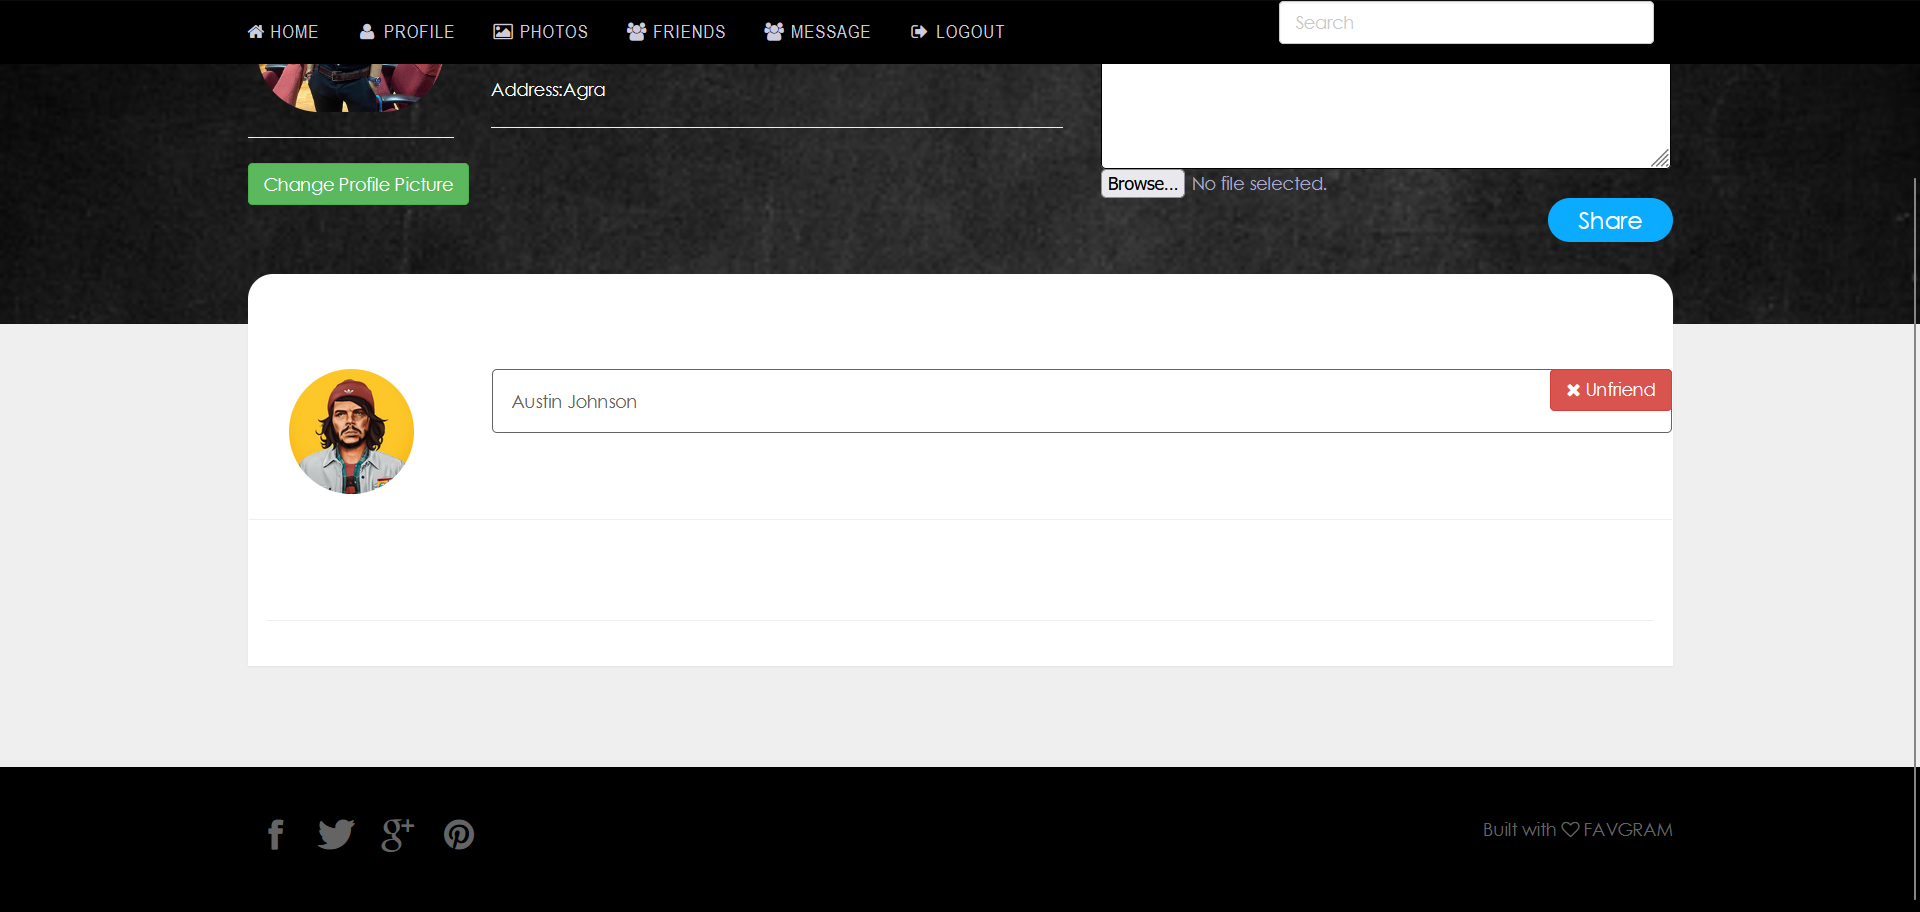 HOME PROFILE PHOTOS FRIENDS MESSAGE LOGOUT Search
Address:Agra
Change Profile Picture
Browse... No file selected.
Share
Austin Johnson
Unfriend
Built with FAVGRAM